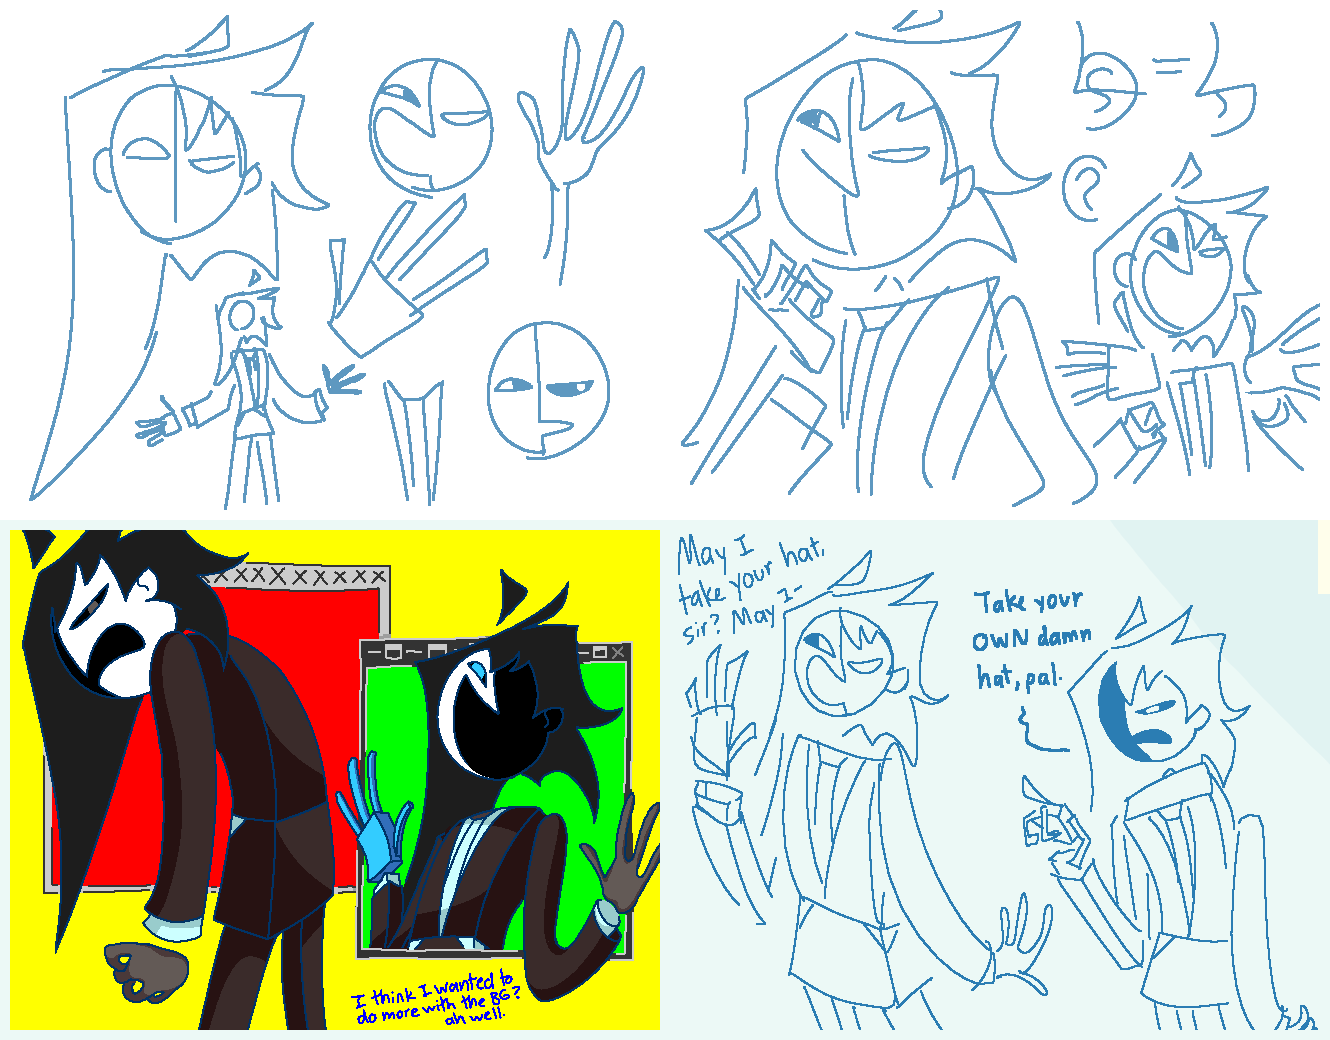 May I
take your hat,
sir? May I-
Take your
OWN damn
hat, pal.
I think I wanted to
do more with the BG?
ah well.